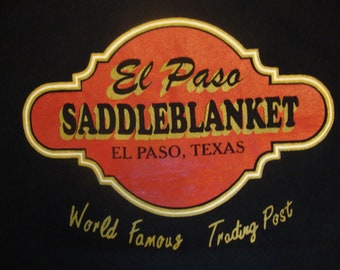 El Paso
SADDLEBLANKET
EL PASO, TEXAS
World Famous Trading Post